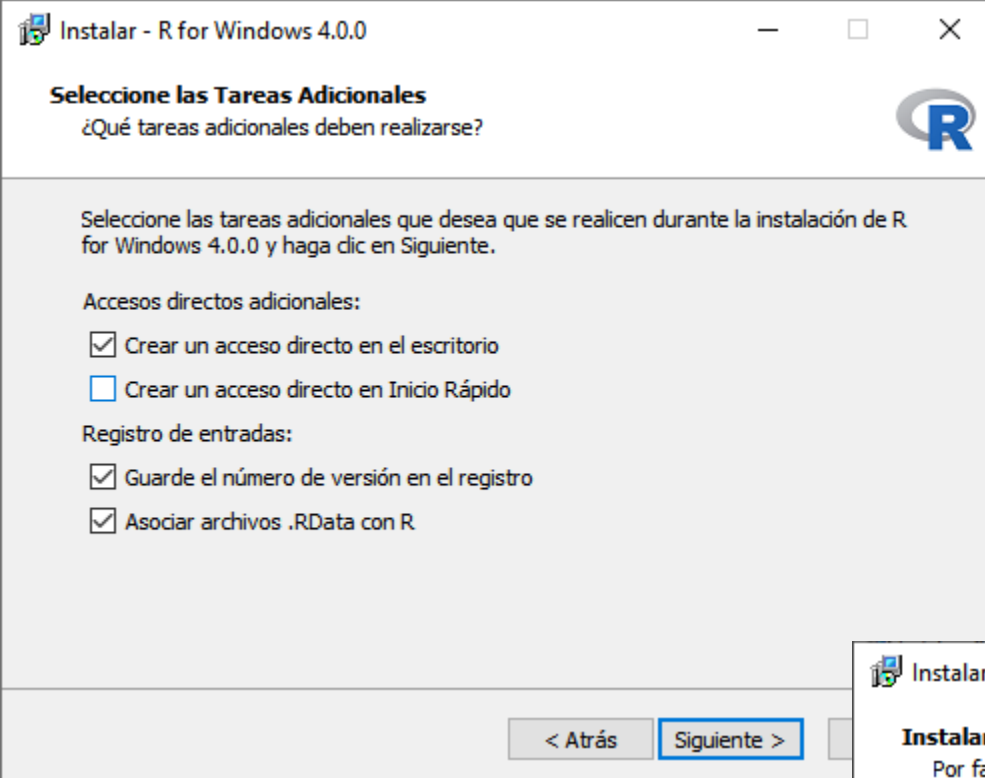 Instalar - R for Windows 4.0.0
Seleccione las Tareas Adicionales
¿Qué tareas adicionales deben realizarse?
R
Seleccione las tareas adicionales que desea que se realicen durante la instalación de R
for Windows 4.0.0 y haga clic en Siguiente.
Accesos directos adicionales:
Crear un acceso directo en el escritorio
Crear un acceso directo en Inicio Rápido
Registro de entradas:
Guarde el número de versión en el registro
Asociar archivos .RData con R
< Atrás
Siguiente >
Instalar
Instalar
Por